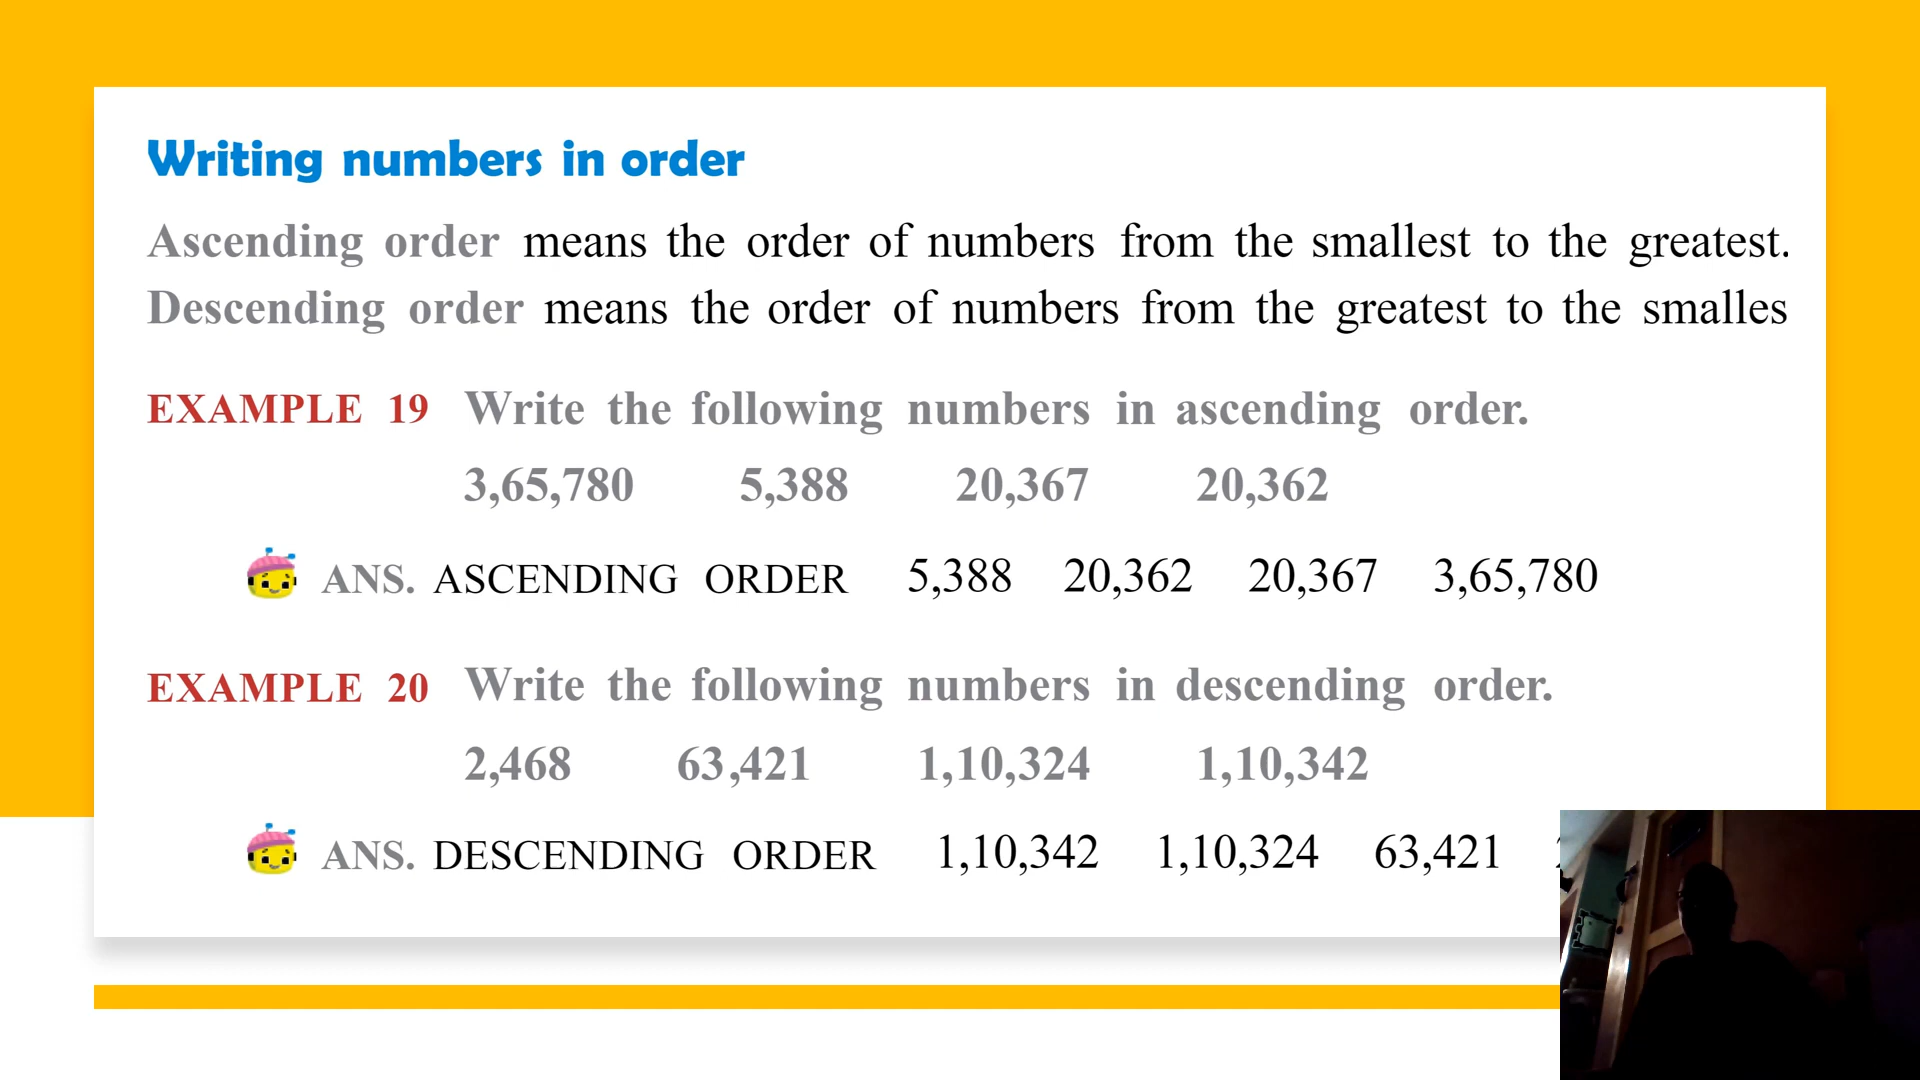 Writing numbers in order
Ascending order means the order of numbers from the smallest to the greatest.
Descending order means the order of numbers from the greatest to the smalles
EXAMPLE 19 Write the following numbers in ascending order.
3,65,780 5,388 20,367 20,362
ANS. ASCENDING ORDER 5,388 20,362 20,367 3,65,780
EXAMPLE 20 Write the following numbers in descending order.
2,468 63,421 1,10,324 1,10,342
ANS. DESCENDING ORDER 1,10,342 1,10,324 63,421